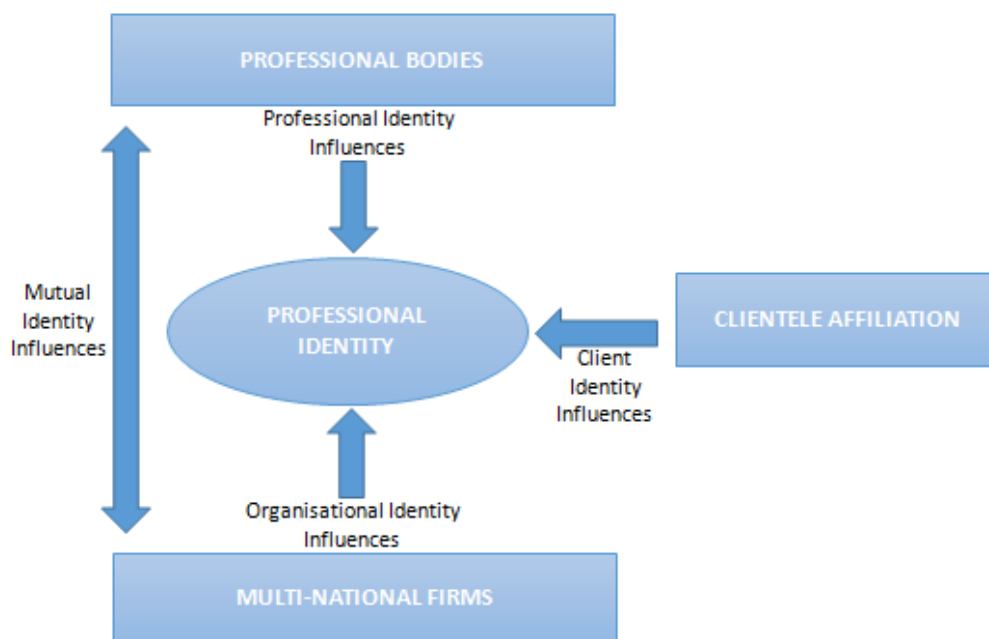 PROFESSIONAL BODIES
Professional Identity
Influences
Mutual
Identity
Influences
PROFESSIONAL
IDENTITY
CLIENTELE AFFILIATION
Client
Identity
Influences
Organisational Identity
Influences
MULTI-NATIONAL FIRMS